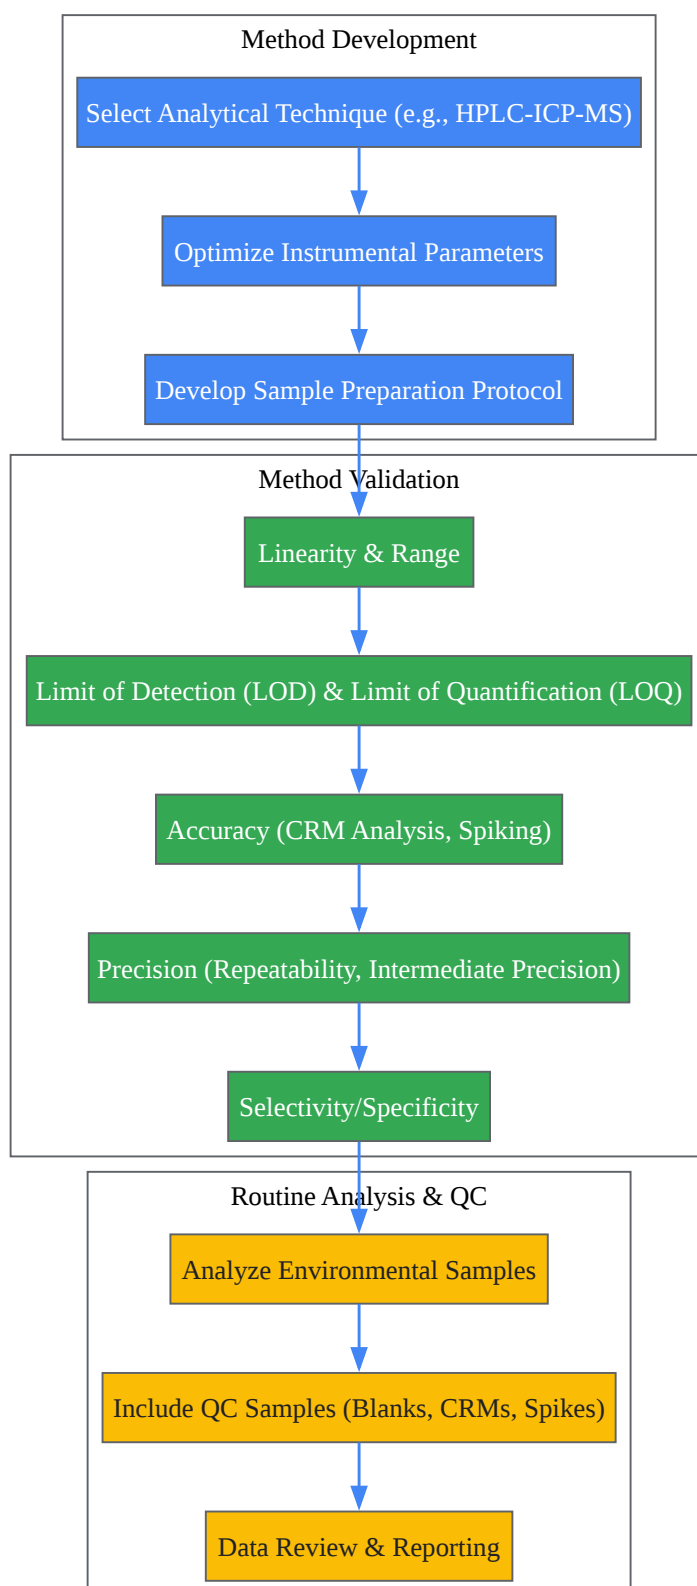 Method Development
Select Analytical Technique (e.g., HPLC-ICP-MS)
Optimize Instrumental Parameters
Develop Sample Preparation Protocol
Method Validation
Linearity & Range
Limit of Detection (LOD) & Limit of Quantification (LOQ)
Accuracy (CRM Analysis, Spiking)
Precision (Repeatability, Intermediate Precision)
Selectivity/Specificity
Routine Analysis & QC
Analyze Environmental Samples
Include QC Samples (Blanks, CRMs, Spikes)
Data Review & Reporting